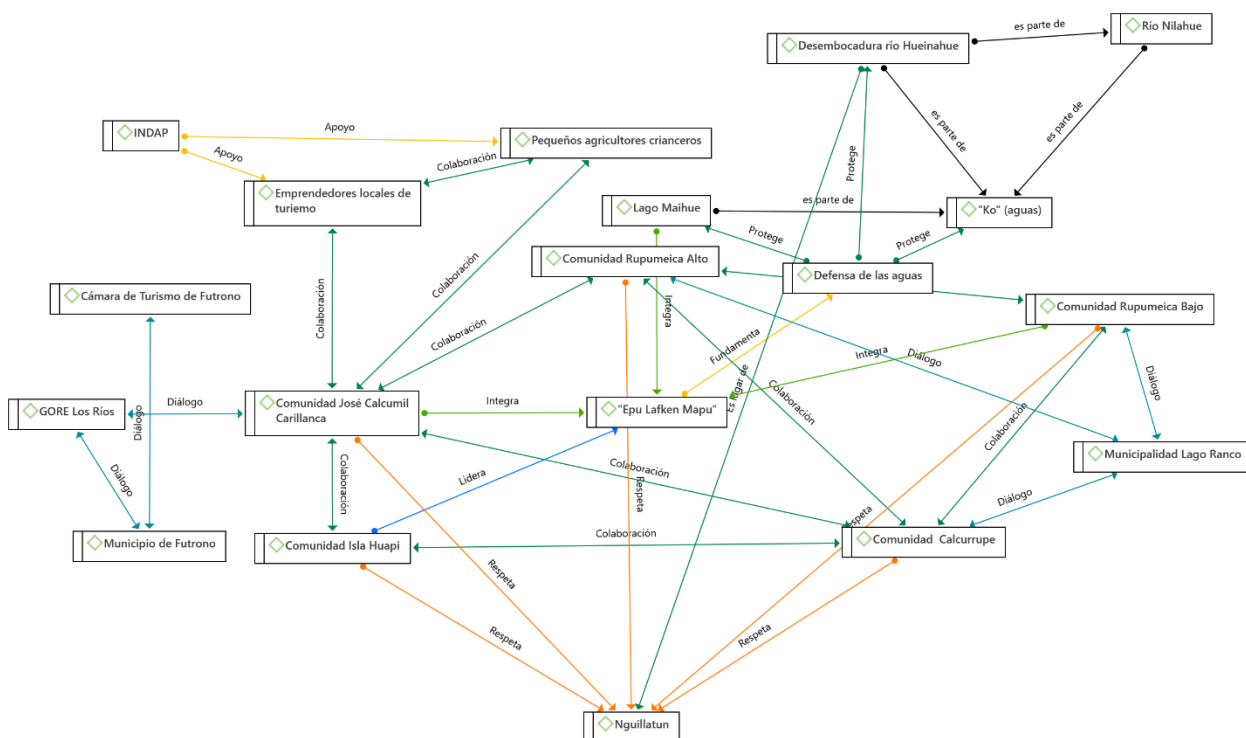 es parte de
Río Nilahue
Desembocadura río Hueinahue
INDAP
Apoyo
Pequeños agricultores crianceros
es parte de
es parte de
Apoyo
Colaboración
Protege
Emprendedores locales de
turiemo
Lago Maihue
es parte de
"Ko" (aguas)
Protege
Protege
Comunidad Rupumeica Alto
Defensa de las aguas
Colaboración
Colaboración
Cámara de Turismo de Futrono
Comunidad Rupumeica Bajo
Integra
Colaboración
Fundamenta
Integra
Diálogo
Es lugar de
Diálogo
Comunidad José Calcumil
Carillanca
Diálogo
Integra
"Epu Lafken Mapu"
GORE Los Ríos
Diálogo
Colaboración
Colaboración
Municipalidad Lago Ranco
Diálogo
Colaboración
Lidera
Colaboración
Respeta
Diálogo
Respeta
Municipio de Futrono
Comunidad Isla Huapi
Colaboración
Comunidad  Calcurrupe
Respeta
Respeta
Respeta
Nguillatun